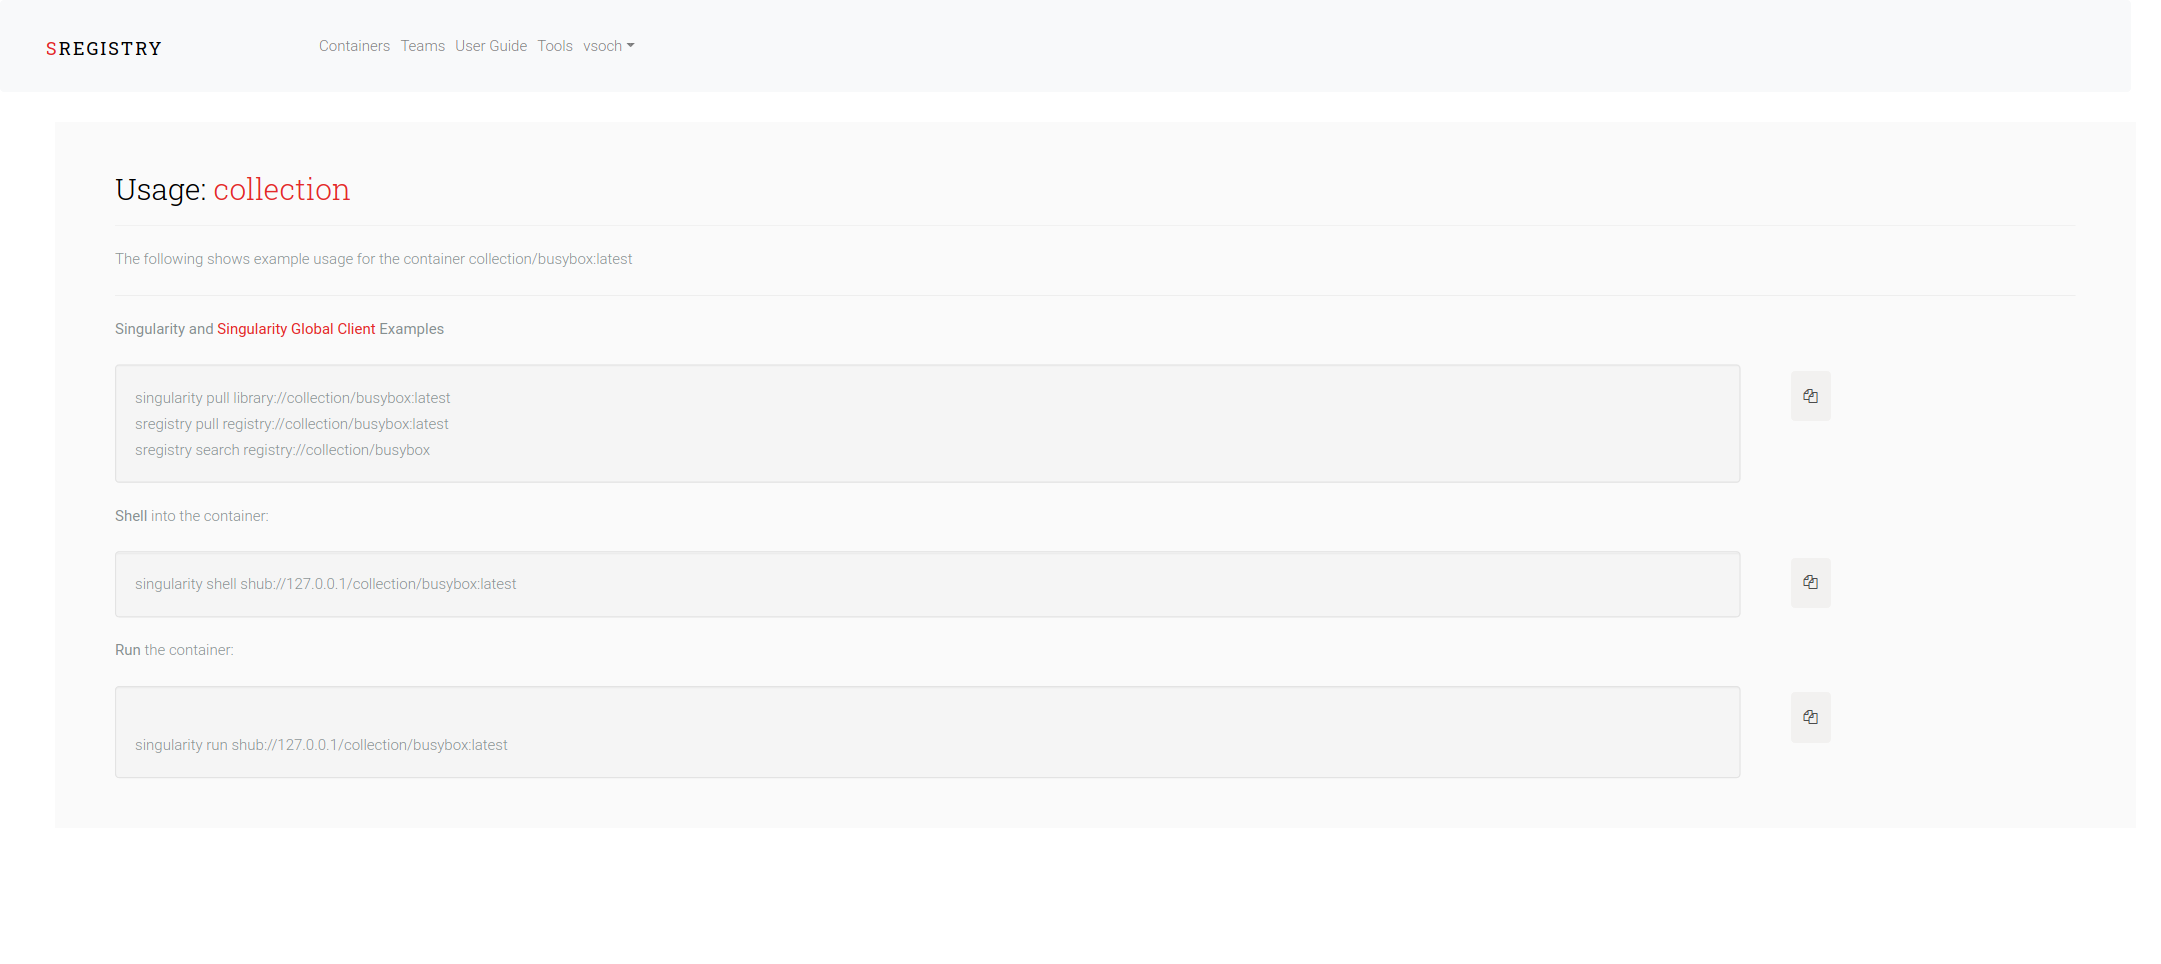 SREGISTRY
Containers Teams User Guide Tools vsoch
Usage: collection
The following shows example usage for the container collection/busybox:latest
Singularity and Singularity Global Client Examples
singularity pull library://collection/busybox:latest
sregistry pull registry://collection/busybox:latest
sregistry search registry://collection/busybox
Shell into the container:
singularity shell shub://127.0.0.1/collection/busybox:latest
Run the container:
singularity run shub://127.0.0.1/collection/busybox:latest